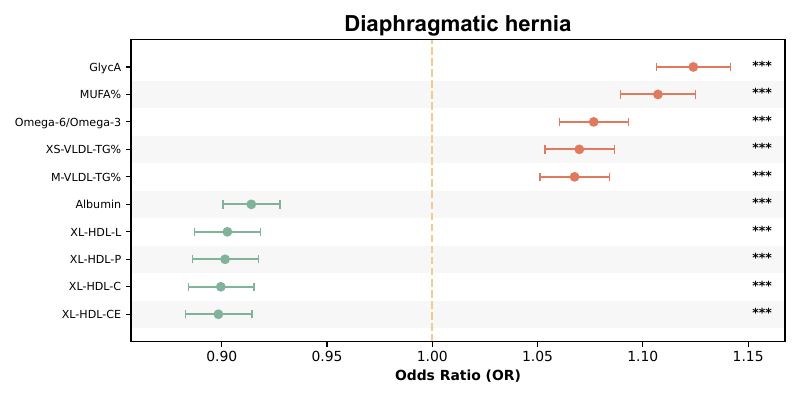 Diaphragmatic hernia
GlycA ***
MUFA% ***
Omega-6/Omega-3 ***
XS-VLDL-TG% ***
M-VLDL-TG% ***
Albumin ***
XL-HDL-L ***
XL-HDL-P ***
XL-HDL-C ***
XL-HDL-CE ***
0.90 0.95 1.00 1.05 1.10 1.15
Odds Ratio (OR)